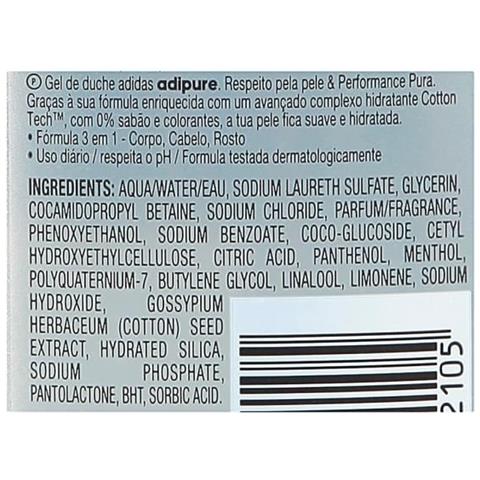 Ⓟ Gel de duche adidas adipure. Respeito pela pele & Performance Pura.
Graças à sua fórmula enriquecida com um avançado complexo hidratante Cotton
Tech™, com 0% sabão e colorantes, a tua pele fica suave e hidratada.
• Fórmula 3 em 1 - Corpo, Cabelo, Rosto
• Uso diário / respeita o pH / Formula testada dermatologicamente
INGREDIENTS: AQUA/WATER/EAU, SODIUM LAURETH SULFATE, GLYCERIN,
COCAMIDOPROPYL BETAINE, SODIUM CHLORIDE, PARFUM/FRAGRANCE,
PHENOXYETHANOL, SODIUM BENZOATE, COCO-GLUCOSIDE, CETYL
HYDROXYETHYLCELLULOSE, CITRIC ACID, PANTHENOL, MENTHOL,
POLYQUATERNIUM-7, BUTYLENE GLYCOL, LINALOOL, LIMONENE, SODIUM
HYDROXIDE, GOSSYPIUM
HERBACEUM (COTTON) SEED
EXTRACT, HYDRATED SILICA,
SODIUM PHOSPHATE,
PANTOLACTONE, BHT, SORBIC ACID.
2105